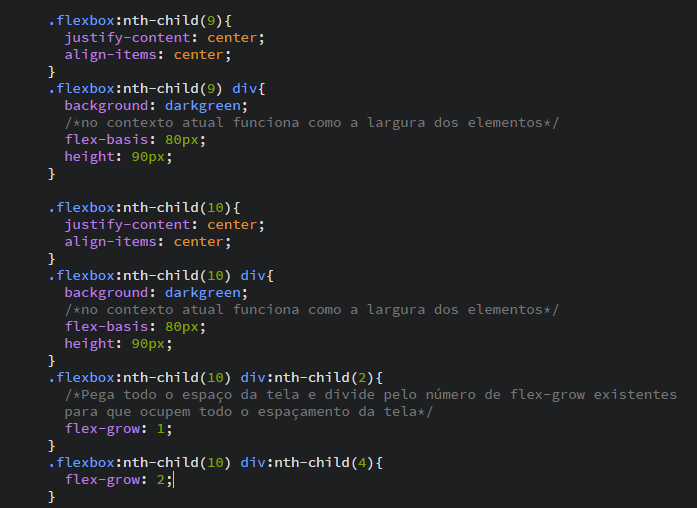 .flexbox:nth-child(9){
justify-content: center;
align-items: center;
}
.flexbox:nth-child(9) div{
background: darkgreen;
/*no contexto atual funciona como a largura dos elementos*/
flex-basis: 80px;
height: 90px;
}
.flexbox:nth-child(10){
justify-content: center;
align-items: center;
}
.flexbox:nth-child(10) div{
background: darkgreen;
/*no contexto atual funciona como a largura dos elementos*/
flex-basis: 80px;
height: 90px;
}
.flexbox:nth-child(10) div:nth-child(2){
/*Pega todo o espaço da tela e divide pelo número de flex-grow existentes
para que ocupem todo o espaçamento da tela*/
flex-grow: 1;
}
.flexbox:nth-child(10) div:nth-child(4){
flex-grow: 2;
}